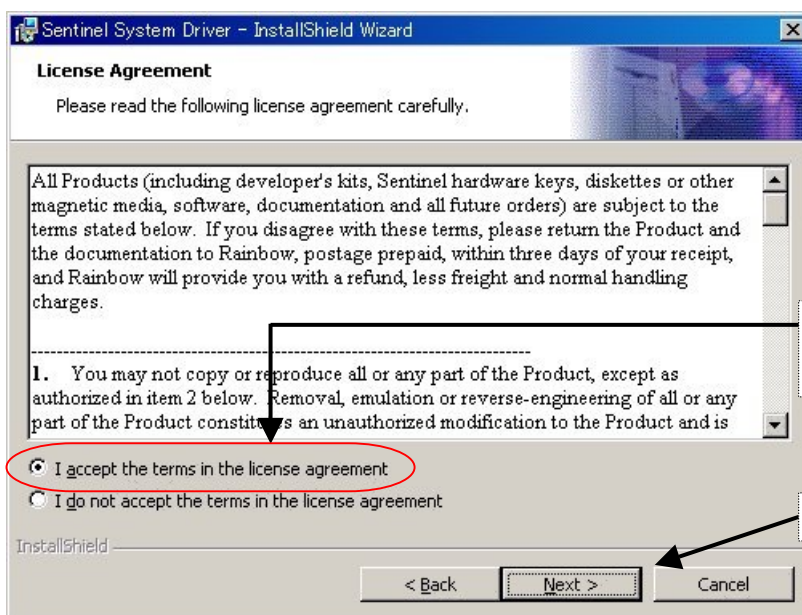 Sentinel System Driver - InstallShield Wizard
License Agreement
Please read the following license agreement carefully.
All Products (including developer's kits, Sentinel hardware keys, diskettes or other
magnetic media, software, documentation and all future orders) are subject to the
terms stated below. If you disagree with these terms, please return the Product and
the documentation to Rainbow, postage prepaid, within three days of your receipt,
and Rainbow will provide you with a refund, less freight and normal handling
charges.
1. You may not copy or reproduce all or any part of the Product, except as
authorized in item 2 below. Removal, emulation or reverse-engineering of all or any
part of the Product constitutes an unauthorized modification to the Product and is
I accept the terms in the license agreement
I do not accept the terms in the license agreement
InstallShield
< Back
Next >
Cancel